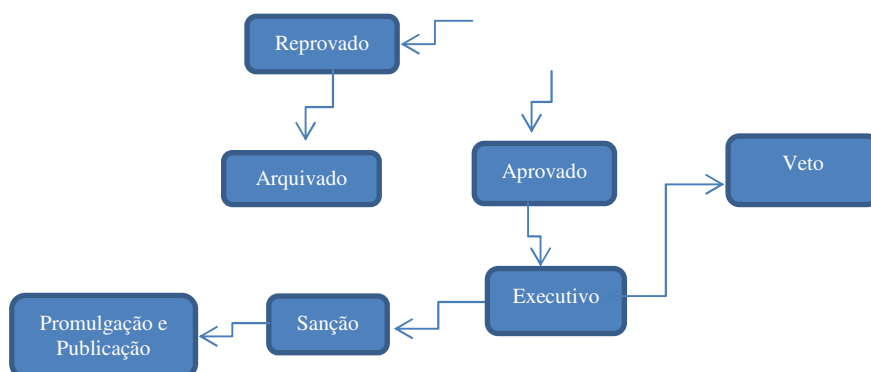 Reprovado
Arquivado
Aprovado
Veto
Executivo
Sanção
Promulgação e
Publicação